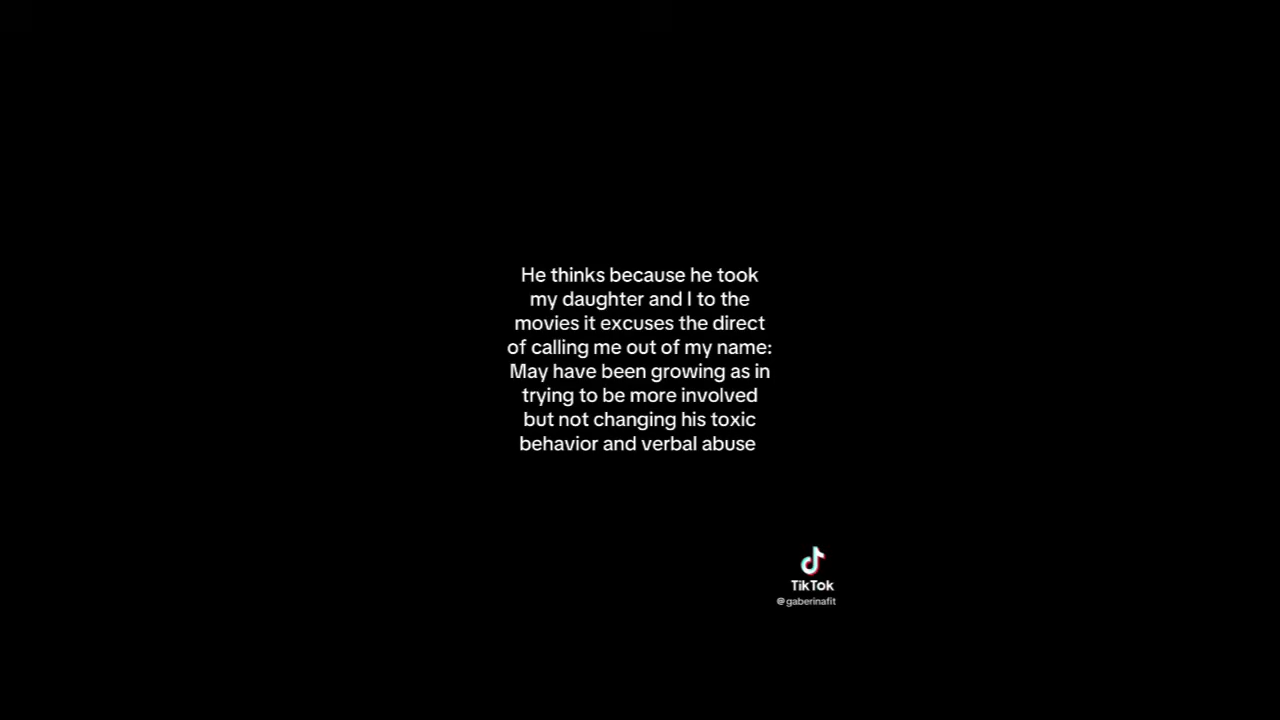 He thinks because he took
my daughter and I to the
movies it excuses the direct
of calling me out of my name:
May have been growing as in
trying to be more involved
but not changing his toxic
behavior and verbal abuse
TikTok
@gaberinafit